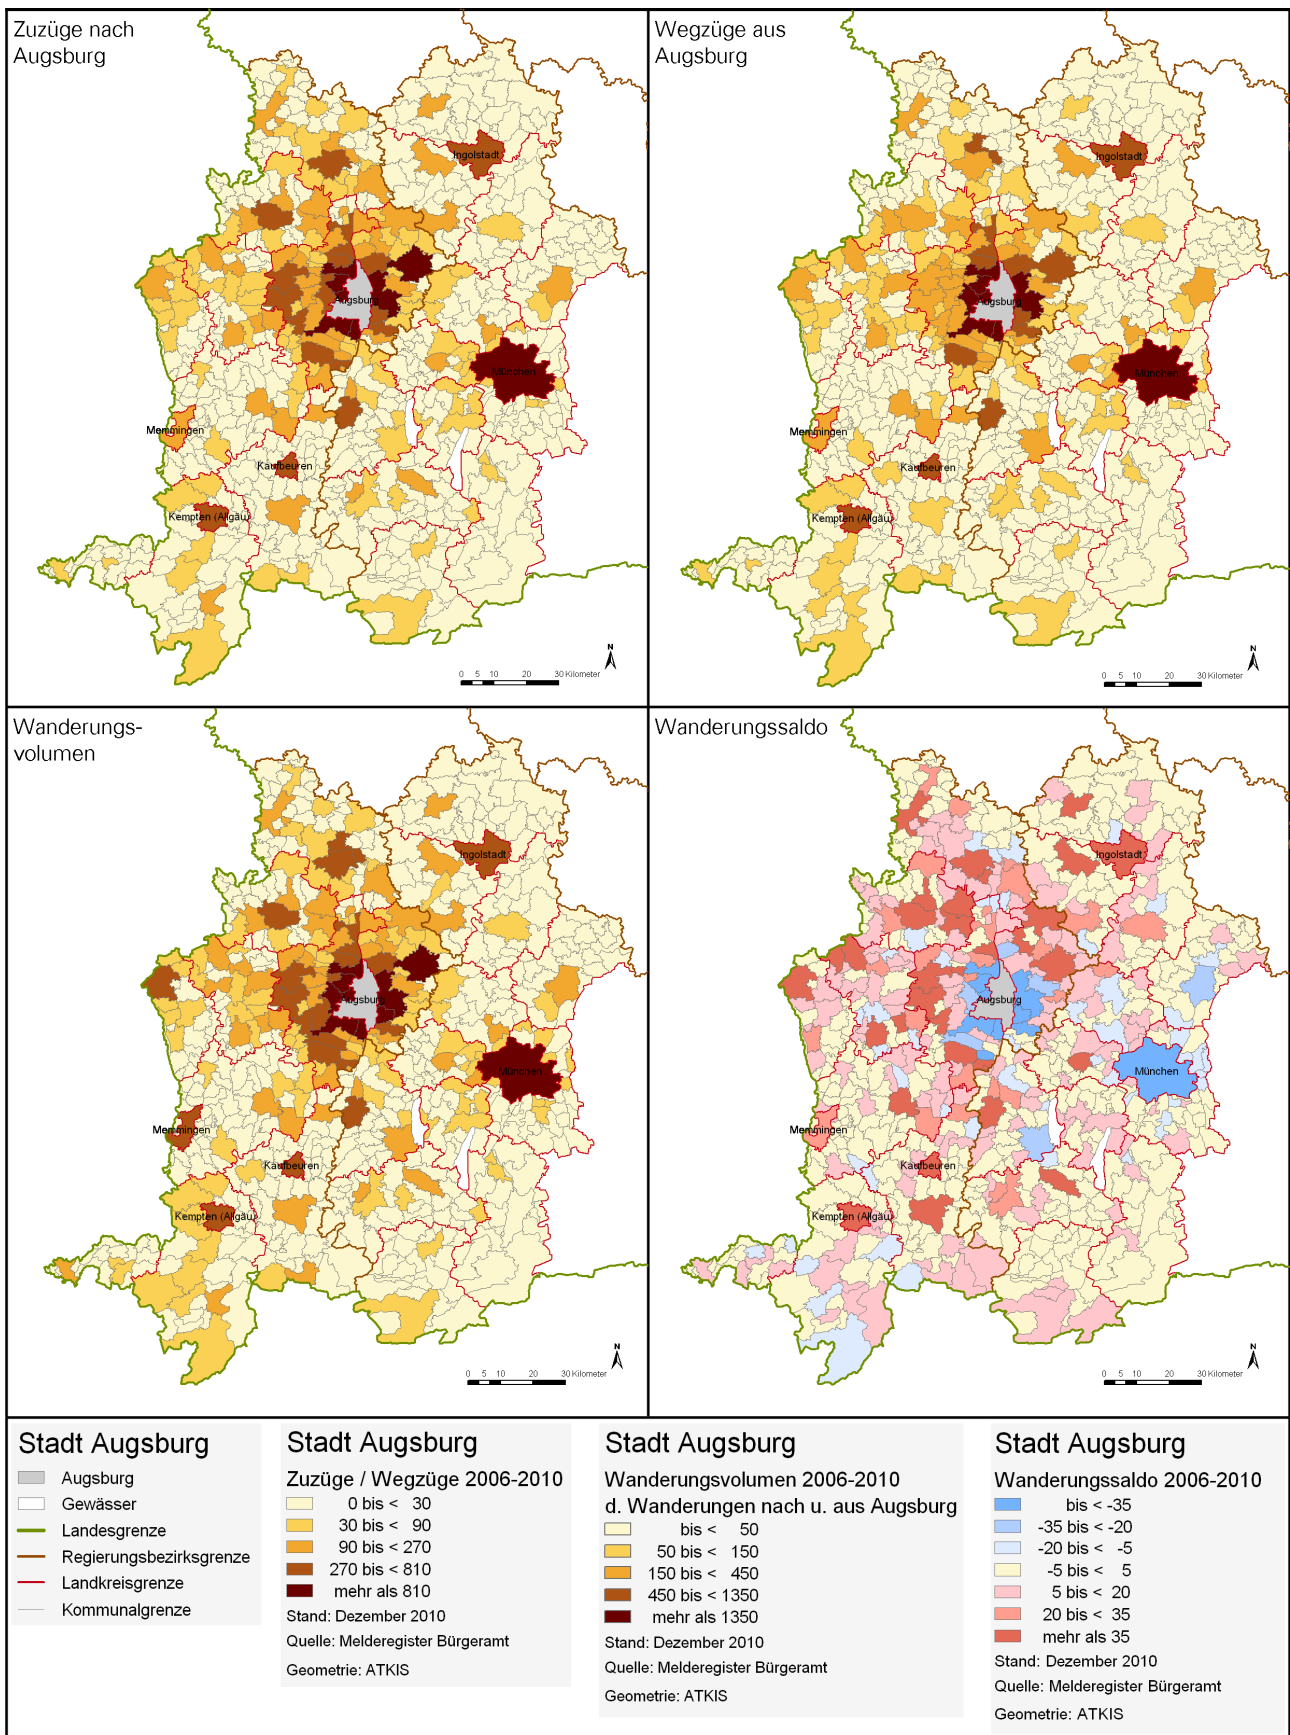 Zuzüge nach
Augsburg
Ingolstadt
Augsburg
München
Memmingen
Kaufbeuren
Kempten (Allgäu)
N
0 5 10 20 30 Kilometer
Wegzüge aus
Augsburg
Ingolstadt
Augsburg
München
Memmingen
Kaufbeuren
Kempten (Allgäu)
N
0 5 10 20 30 Kilometer
Wanderungs-
volumen
Ingolstadt
Augsburg
München
Memmingen
Kaufbeuren
Kempten (Allgäu)
N
0 5 10 20 30 Kilometer
Wanderungssaldo
Ingolstadt
Augsburg
München
Memmingen
Kaufbeuren
Kempten (Allgäu)
N
0 5 10 20 30 Kilometer
Stadt Augsburg
Augsburg
Gewässer
Landesgrenze
Regierungsbezirksgrenze
Landkreisgrenze
Kommunalgrenze
Stadt Augsburg
Zuzüge / Wegzüge 2006-2010
0 bis < 30
30 bis < 90
90 bis < 270
270 bis < 810
mehr als 810
Stand: Dezember 2010
Quelle: Melderegister Bürgeramt
Geometrie: ATKIS
Stadt Augsburg
Wanderungsvolumen 2006-2010
d. Wanderungen nach u. aus Augsburg
bis < 50
50 bis < 150
150 bis < 450
450 bis < 1350
mehr als 1350
Stand: Dezember 2010
Quelle: Melderegister Bürgeramt
Geometrie: ATKIS
Stadt Augsburg
Wanderungssaldo 2006-2010
bis < -35
-35 bis < -20
-20 bis < -5
-5 bis < 5
5 bis < 20
20 bis < 35
mehr als 35
Stand: Dezember 2010
Quelle: Melderegister Bürgeramt
Geometrie: ATKIS